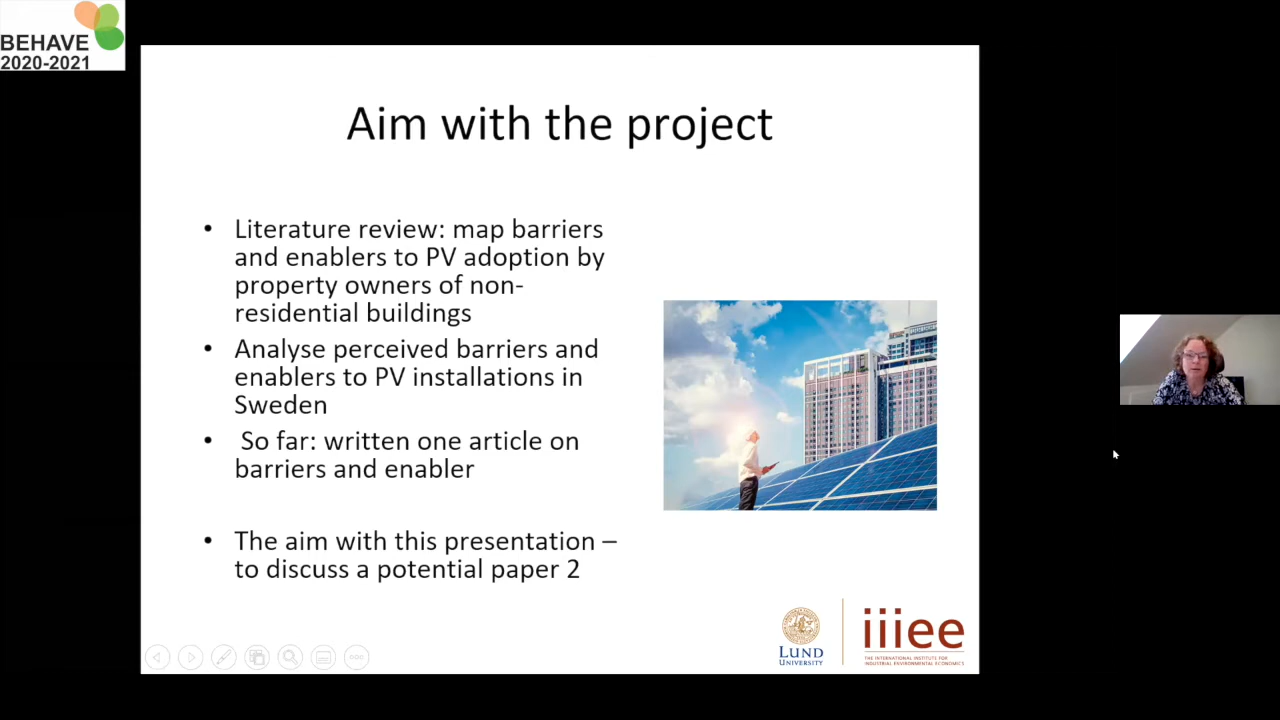 BEHAVE
2020-2021
Aim with the project
• Literature review: map barriers
and enablers to PV adoption by
property owners of non-
residential buildings
• Analyse perceived barriers and
enablers to PV installations in
Sweden
• So far: written one article on
barriers and enabler
• The aim with this presentation –
to discuss a potential paper 2
LUND
UNIVERSITY
iiiee
THE INTERNATIONAL INSTITUTE FOR
INDUSTRIAL ENVIRONMENTAL ECONOMICS